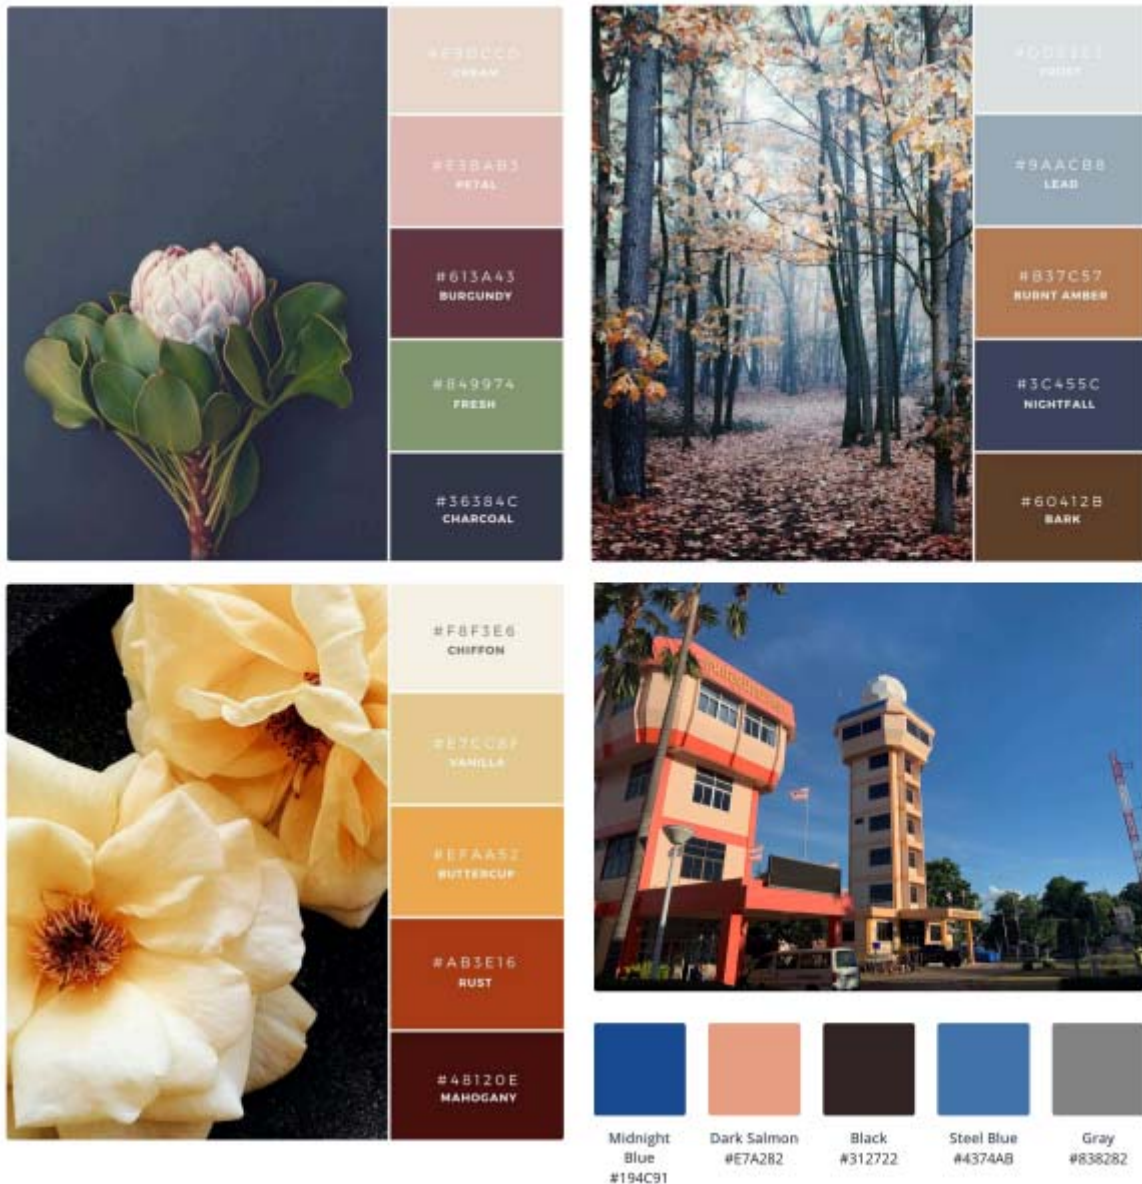 CREAM
#E3BAB3
PETAL
#613A43
BURGUNDY
#849974
FRESH
#36384C
CHARCOAL
FROST
#9AACB8
LEAD
#B37C57
BURNT AMBER
#3C455C
NIGHTFALL
#60412B
BARK
#F8F3E6
CHIFFON
#E7CC8F
VANILLA
#EFAA52
BUTTERCUP
#AB3E16
RUST
#48120E
MAHOGANY
Midnight
Blue
#194C91
Dark Salmon
#E7A282
Black
#312722
Steel Blue
#4374AB
Gray
#838282